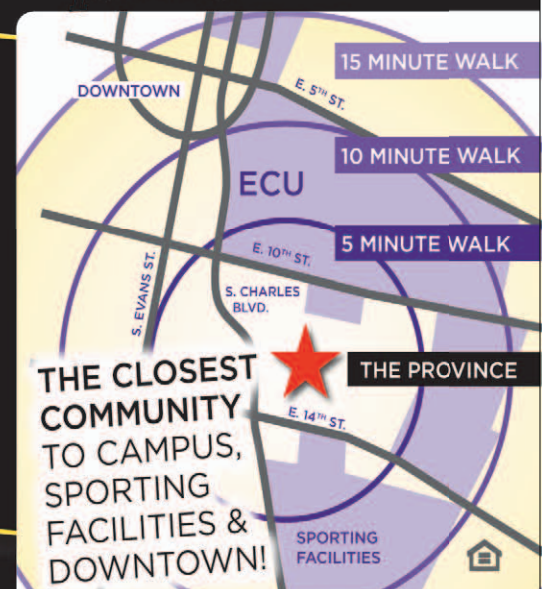 15 MINUTE WALK
DOWNTOWN
E. 5TH ST.
10 MINUTE WALK
ECU
5 MINUTE WALK
E. 10TH ST.
S. EVANS ST.
S. CHARLES
BLVD.
THE PROVINCE
THE CLOSEST
COMMUNITY
TO CAMPUS,
SPORTING
FACILITIES &
DOWNTOWN!
E. 14TH ST.
SPORTING
FACILITIES